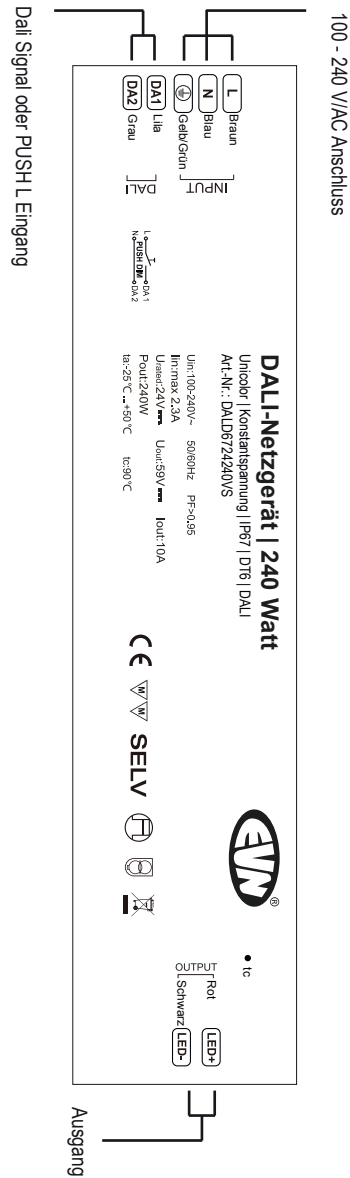 100 - 240 V/AC Anschluss
L
Braun
N
Blau
Gelb/Grün
INPUT
DA1
Lila
DA2
Grau
DALI
Dali Signal oder PUSH L Eingang
L
DA 1
PUSH DIM
N
DA 2
DALI-Netzgerät | 240 Watt
Unicolor | Konstantspannung | IP67 | DT6 | DALI
Art.-Nr.: DALD6724240VS
Uin:100-240V~ 50/60Hz PF>0.95
Iin:max 2.3A
Urated:24V⎓ Uout:59V⎓ Iout:10A
Pout:240W
ta:-25℃...+50℃ tc:90℃
CE
M
M
SELV
EVN®
tc
OUTPUT
Rot
LED+
Schwarz
LED-
Ausgang